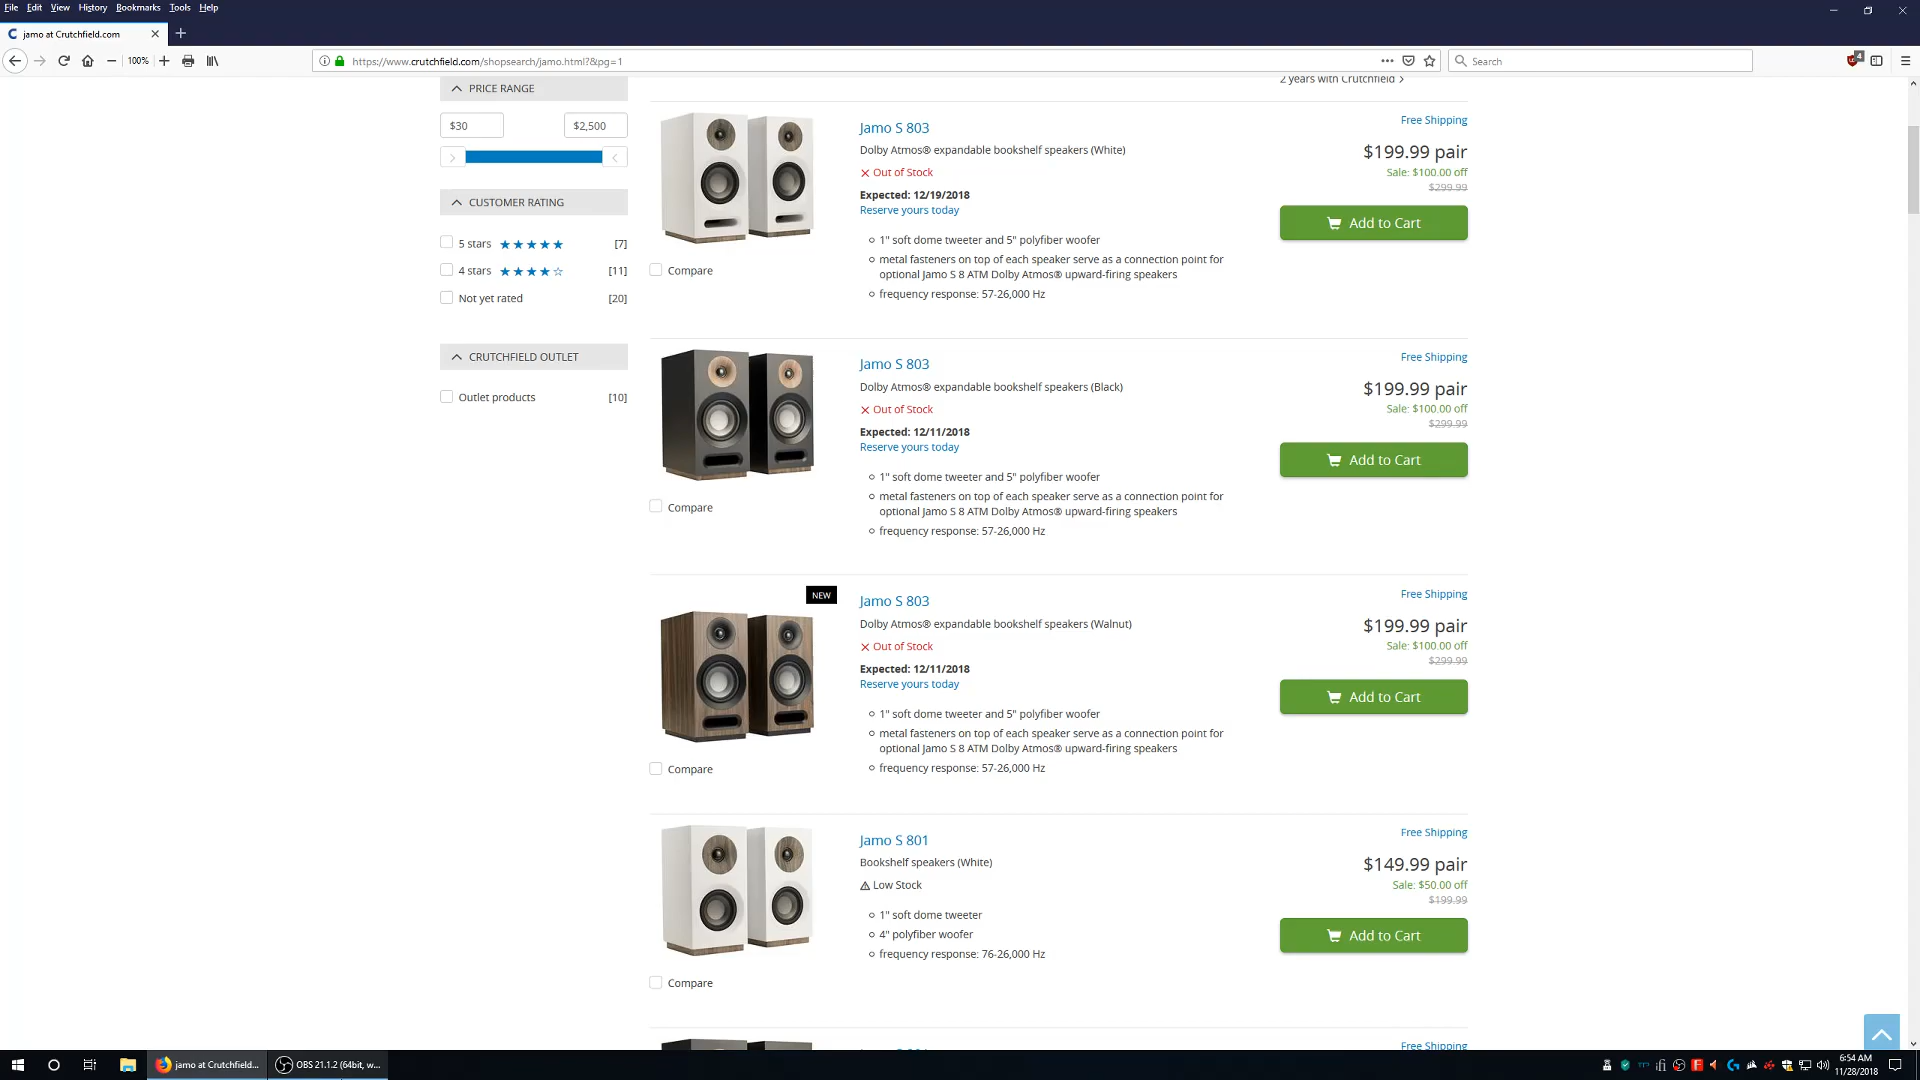 File Edit View History Bookmarks Tools Help
jamo at Crutchfield.com
100%
https://www.crutchfield.com/shopsearch/jamo.html?&pg=1
Search
4
PRICE RANGE
$30
$2,500
CUSTOMER RATING
5 stars [7]
4 stars [11]
Not yet rated [20]
CRUTCHFIELD OUTLET
Outlet products [10]
2 years with Crutchfield >
Jamo S 803
Dolby Atmos® expandable bookshelf speakers (White)
Out of Stock
Expected: 12/19/2018
Reserve yours today
1" soft dome tweeter and 5" polyfiber woofer
metal fasteners on top of each speaker serve as a connection point for
optional Jamo S 8 ATM Dolby Atmos® upward-firing speakers
frequency response: 57-26,000 Hz
Compare
Free Shipping
$199.99 pair
Sale: $100.00 off
$299.99
Add to Cart
Jamo S 803
Dolby Atmos® expandable bookshelf speakers (Black)
Out of Stock
Expected: 12/11/2018
Reserve yours today
1" soft dome tweeter and 5" polyfiber woofer
metal fasteners on top of each speaker serve as a connection point for
optional Jamo S 8 ATM Dolby Atmos® upward-firing speakers
frequency response: 57-26,000 Hz
Compare
Free Shipping
$199.99 pair
Sale: $100.00 off
$299.99
Add to Cart
NEW
Jamo S 803
Dolby Atmos® expandable bookshelf speakers (Walnut)
Out of Stock
Expected: 12/11/2018
Reserve yours today
1" soft dome tweeter and 5" polyfiber woofer
metal fasteners on top of each speaker serve as a connection point for
optional Jamo S 8 ATM Dolby Atmos® upward-firing speakers
frequency response: 57-26,000 Hz
Compare
Free Shipping
$199.99 pair
Sale: $100.00 off
$299.99
Add to Cart
Jamo S 801
Bookshelf speakers (White)
Low Stock
1" soft dome tweeter
4" polyfiber woofer
frequency response: 76-26,000 Hz
Compare
Free Shipping
$149.99 pair
Sale: $50.00 off
$199.99
Add to Cart
Free Shipping
jamo at Crutchfield...
OBS 21.1.2 (64bit, w...
6:54 AM
11/28/2018